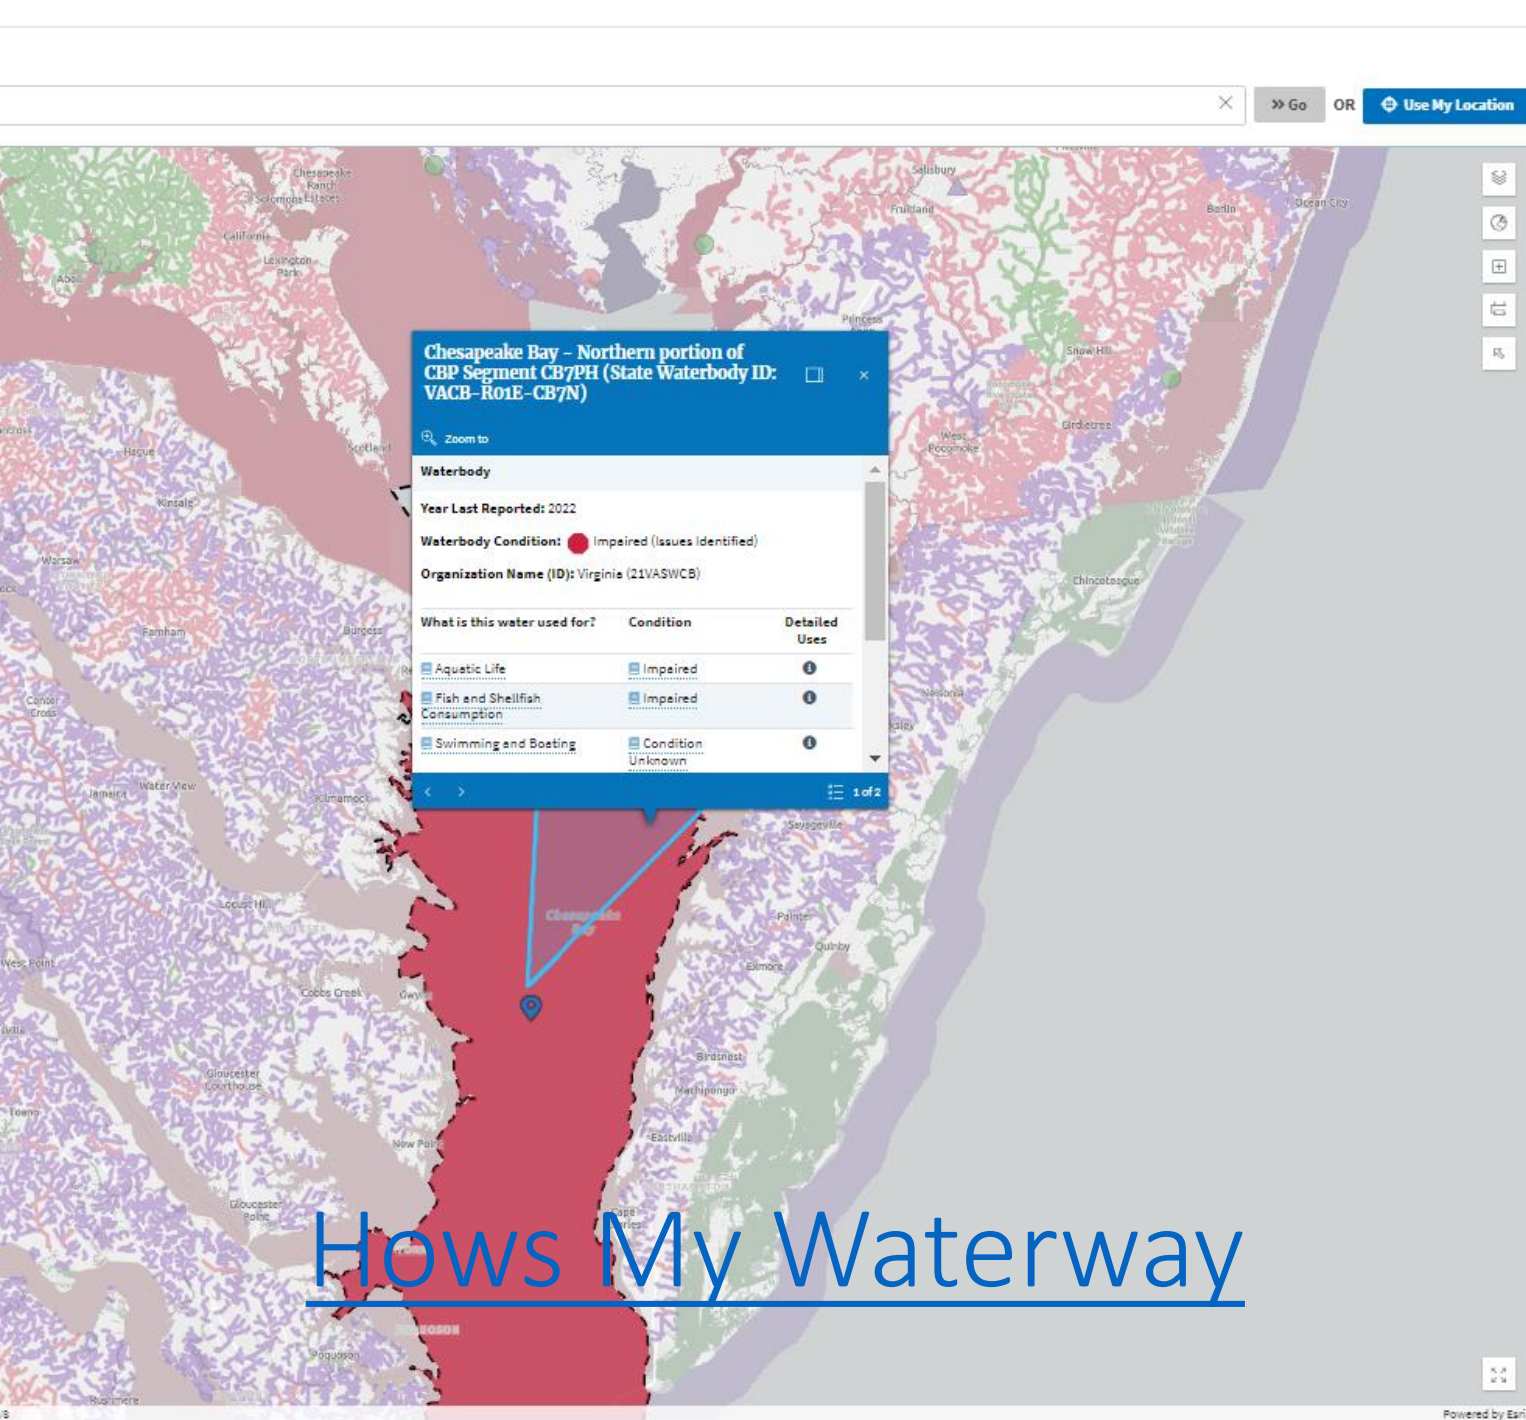 >> Go OR Use My Location
Chesapeake
Ranch
Estates
Solomons
Salisbury
Fruitland
Berlin
Ocean City
California
Lexington
Park
Abell
Princess
Snow Hill
Girdletree
West
Pocomoke
Scotland
Hague
Kinsale
Warsaw
Farnham
Burgess
Chincoteague
Nelsonia
Chesapeake Bay – Northern portion of
CBP Segment CB7PH (State Waterbody ID:
VACB-R01E-CB7N)
Zoom to
Waterbody
Year Last Reported: 2022
Waterbody Condition: Impaired (Issues Identified)
Organization Name (ID): Virginia (21VASWCB)
What is this water used for? Condition Detailed
Uses
Aquatic Life Impaired
Fish and Shellfish Impaired
Consumption
Swimming and Boating Condition
Unknown
1 of 2
Center
Cross
Jamaica
Water View
Kilmarnock
Savageville
Chesapeake
Bay
Locust Hill
Painter
Quinby
Exmore
West Point
Cobbs Creek
Gwynn
Birdsnest
Machipongo
Gloucester
Courthouse
Toano
Eastville
New Point
Gloucester
Point
Cape
Hows My Waterway
Poquoson
Rushmere
Powered by Esri